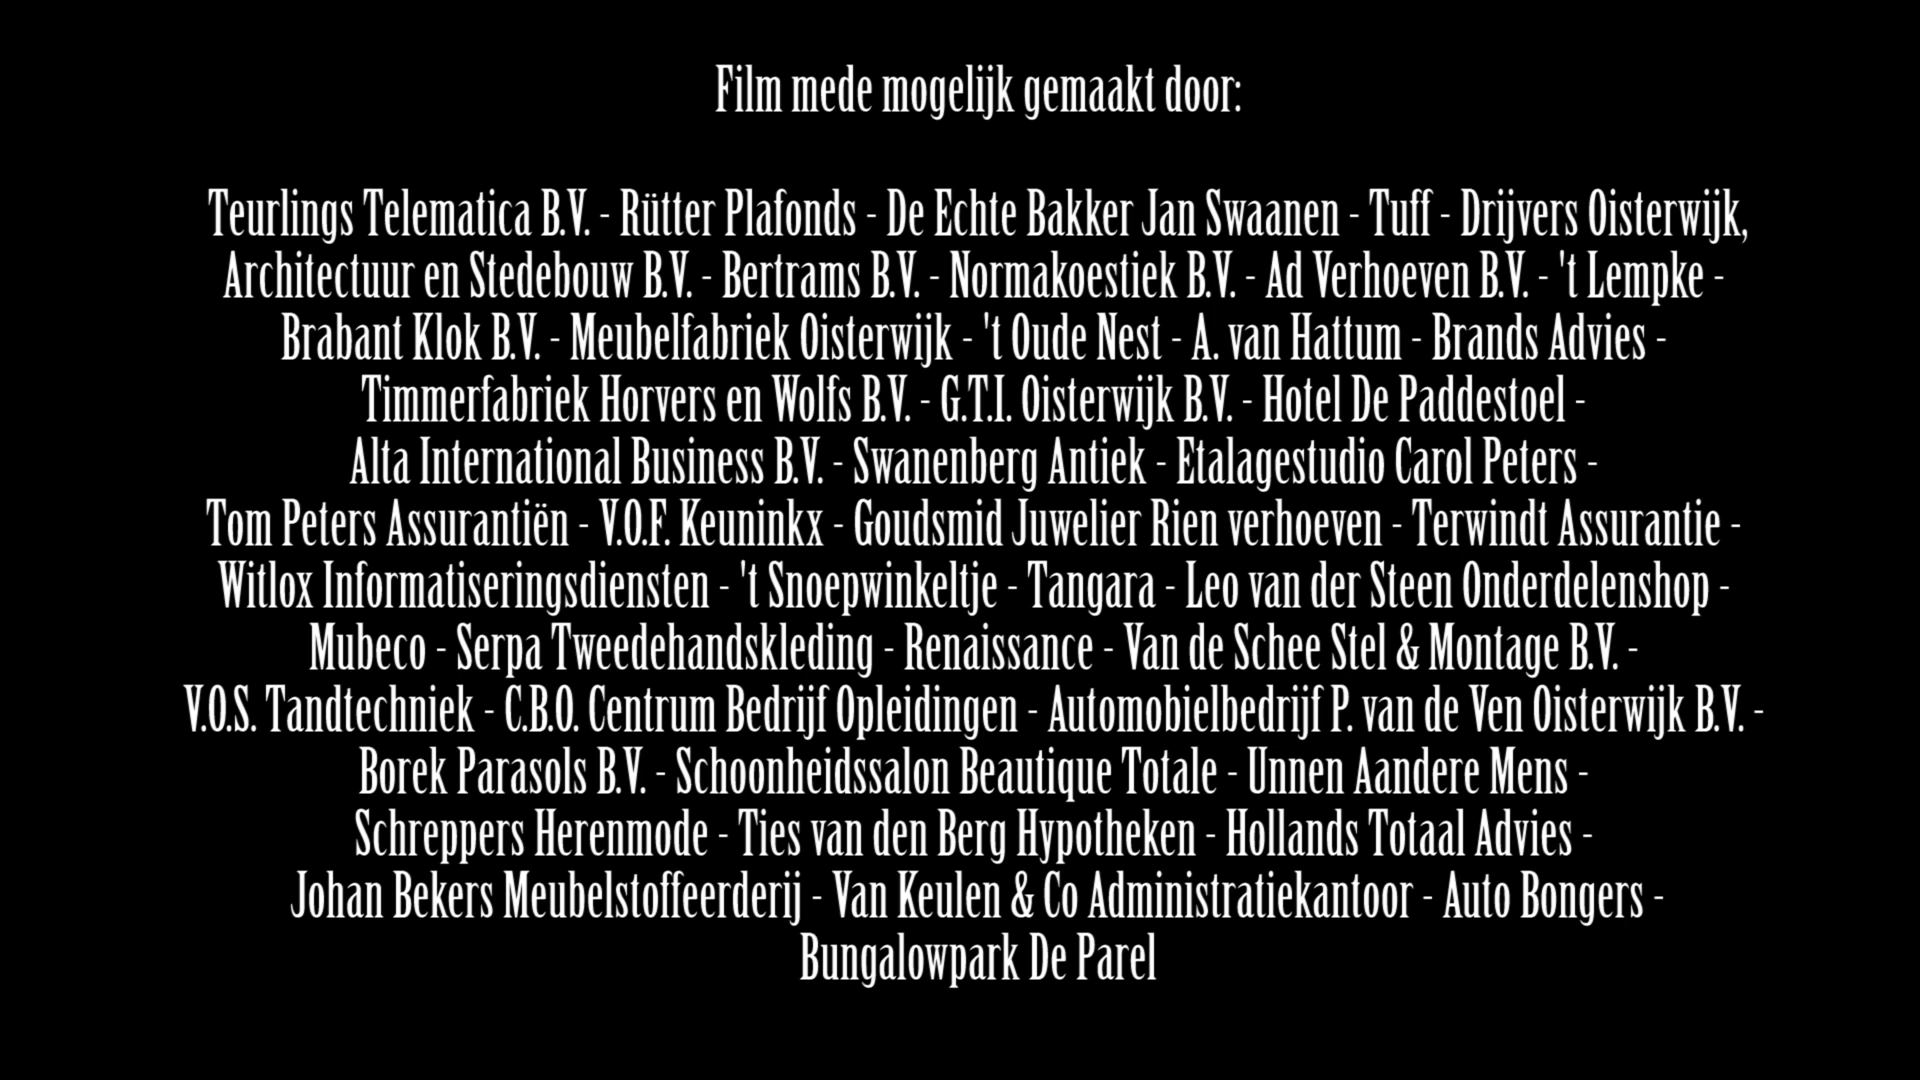 Film mede mogelijk gemaakt door:
Teurlings Telematica B.V. - Rütter Plafonds - De Echte Bakker Jan Swaanen - Tuff - Drijvers Oisterwijk,
Architectuur en Stedebouw B.V. - Bertrams B.V. - Normakoestiek B.V. - Ad Verhoeven B.V. - 't Lempke -
Brabant Klok B.V. - Meubelfabriek Oisterwijk - 't Oude Nest - A. van Hattum - Brands Advies -
Timmerfabriek Horvers en Wolfs B.V. - G.T.I. Oisterwijk B.V. - Hotel De Paddestoel -
Alta International Business B.V. - Swanenberg Antiek - Etalagestudio Carol Peters -
Tom Peters Assurantiën - V.O.F. Keuninkx - Goudsmid Juwelier Rien verhoeven - Terwindt Assurantie -
Witlox Informatiseringsdiensten - 't Snoepwinkeltje - Tangara - Leo van der Steen Onderdelenshop -
Mubeco - Serpa Tweedehandskleding - Renaissance - Van de Schee Stel & Montage B.V. -
V.O.S. Tandtechniek - C.B.O. Centrum Bedrijf Opleidingen - Automobielbedrijf P. van de Ven Oisterwijk B.V. -
Borek Parasols B.V. - Schoonheidssalon Beautique Totale - Unnen Aandere Mens -
Schreppers Herenmode - Ties van den Berg Hypotheken - Hollands Totaal Advies -
Johan Bekers Meubelstoffeerderij - Van Keulen & Co Administratiekantoor - Auto Bongers -
Bungalowpark De Parel